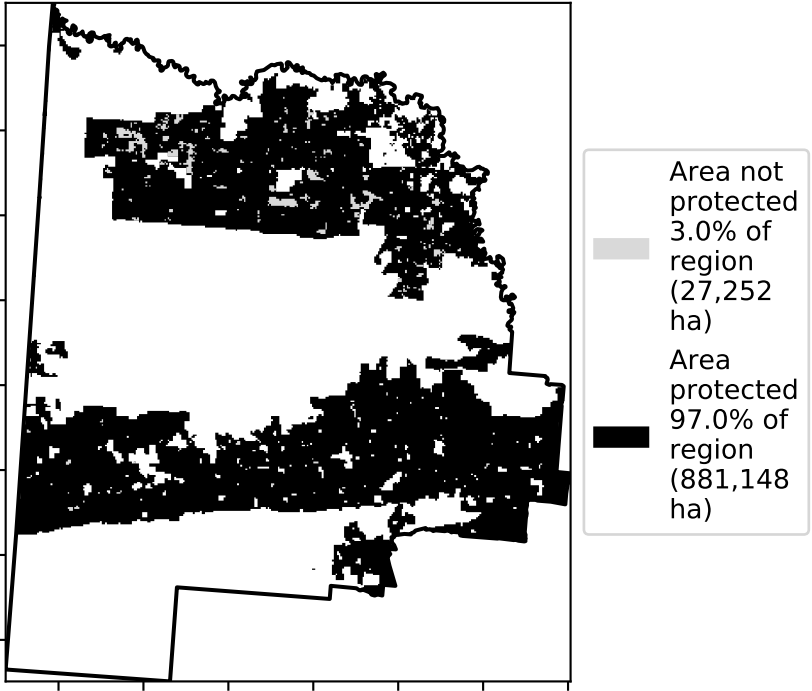 Area not
protected
3.0% of
region
(27,252
ha)
Area
protected
97.0% of
region
(881,148
ha)